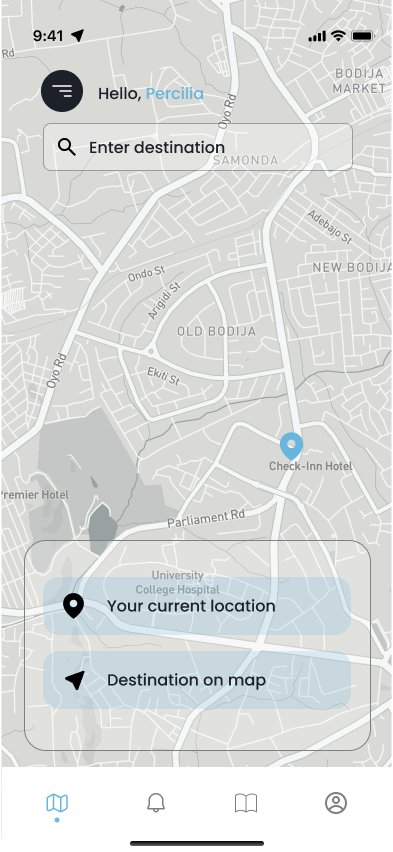 9:41
Rd
BODIJA
MARKET
Hello, Percilia
Oyo Rd
Enter destination
SAMONDA
Adebajo St
Ondo St
NEW BODIJA
Arigidi St
OLD BODIJA
Oyo Rd
Ekiti St
Check-Inn Hotel
Premier Hotel
Parliament Rd
University
College Hospital
Your current location
Destination on map